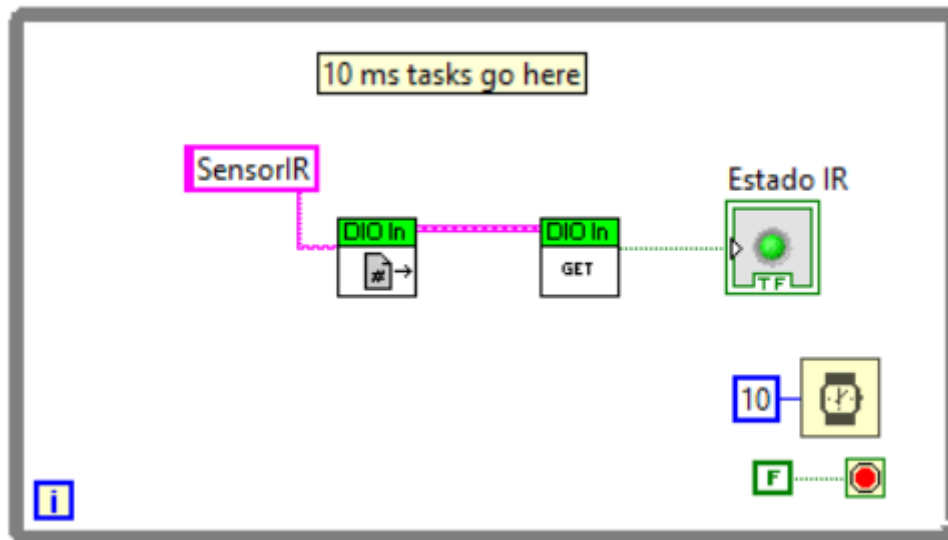 10 ms tasks go here
SensorIR
Estado IR
DIO In
#
DIO In
GET
TF
10
F
i